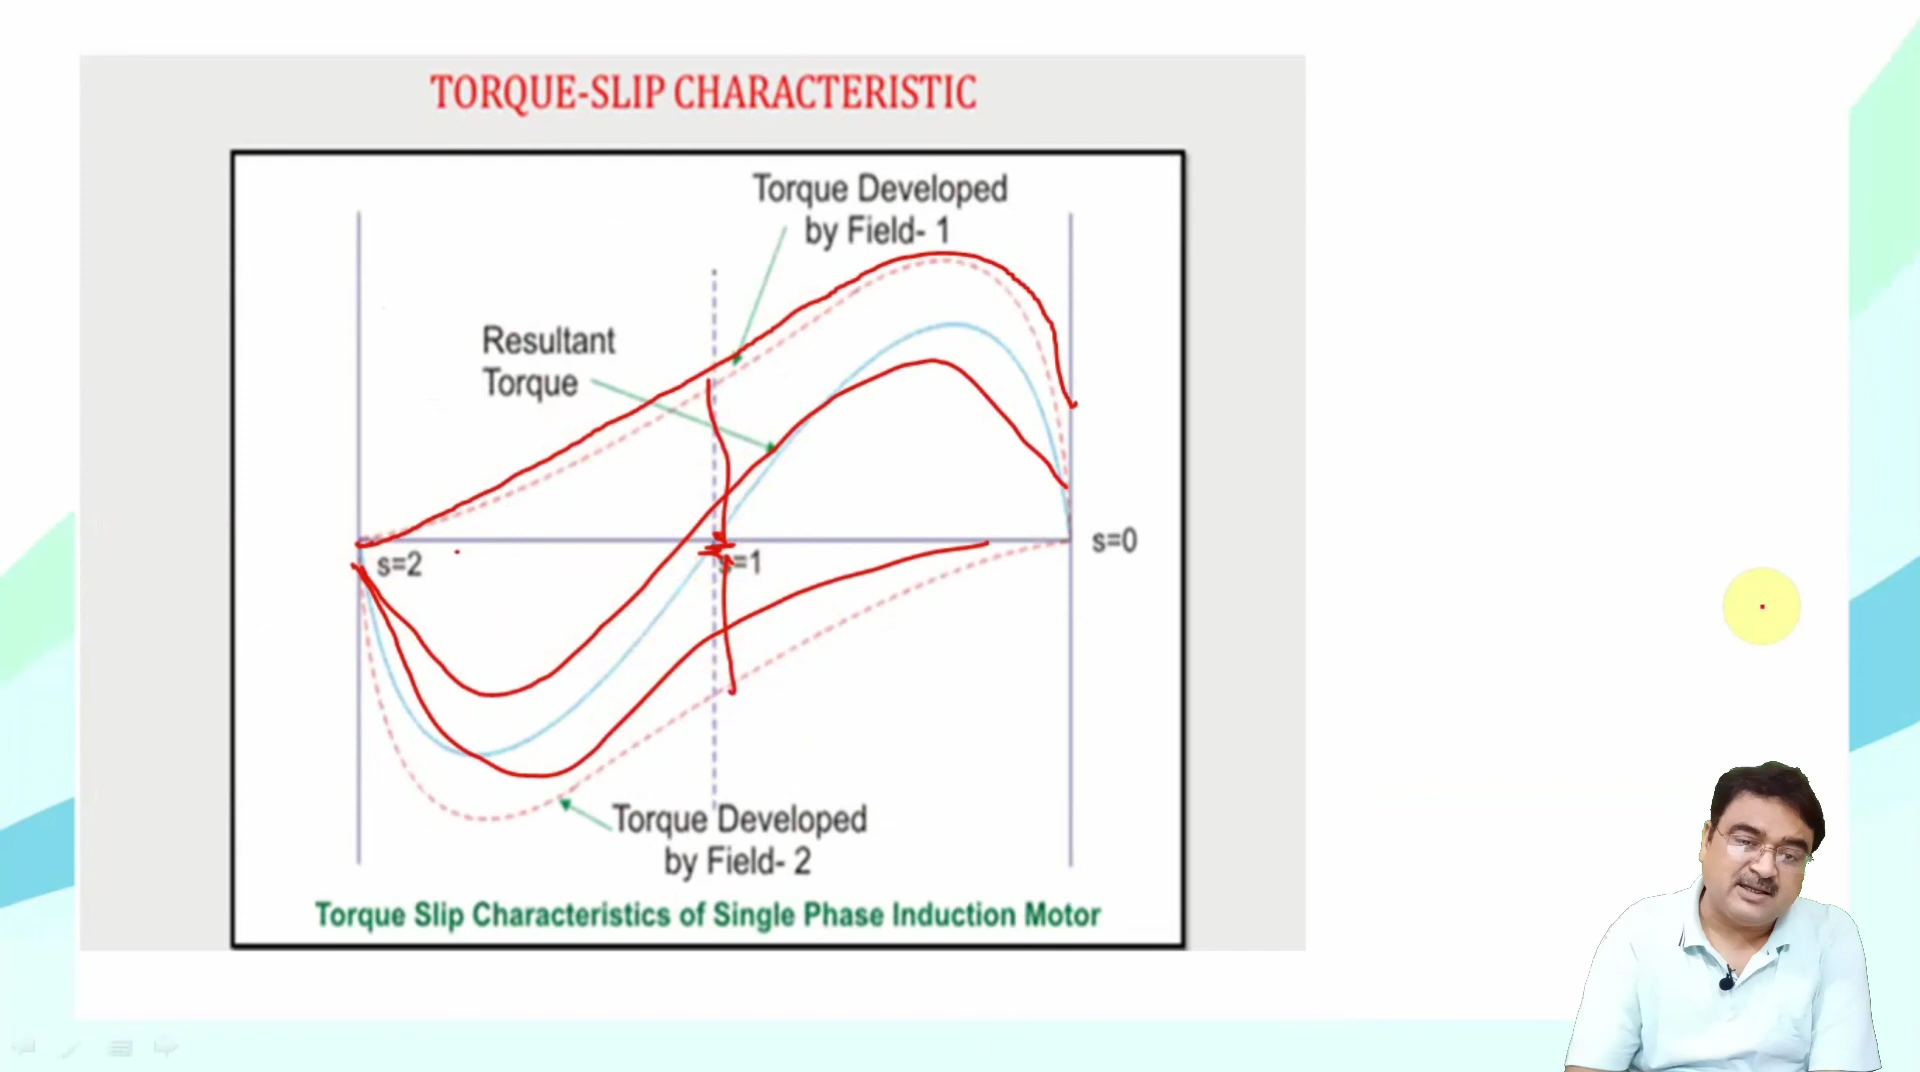 TORQUE-SLIP CHARACTERISTIC
Torque Developed
by Field- 1
Resultant
Torque
s=2
s=1
s=0
Torque Developed
by Field- 2
Torque Slip Characteristics of Single Phase Induction Motor